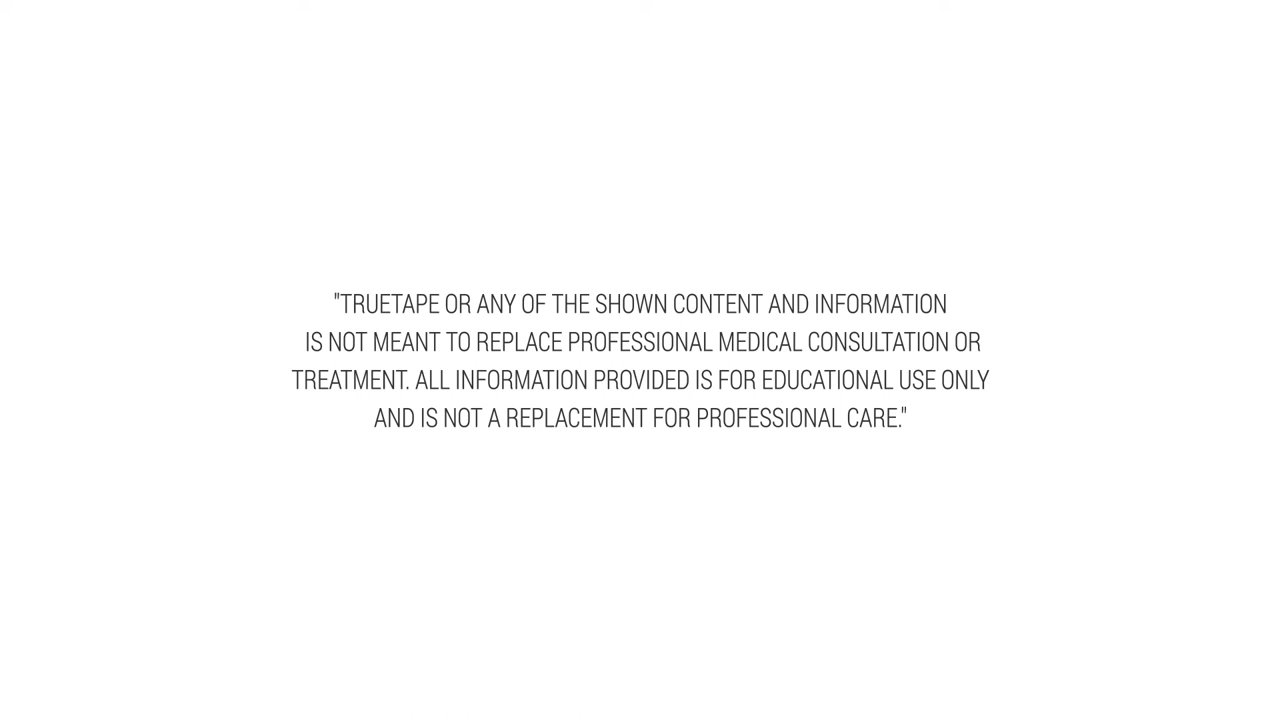 "TRUETAPE OR ANY OF THE SHOWN CONTENT AND INFORMATION
IS NOT MEANT TO REPLACE PROFESSIONAL MEDICAL CONSULTATION OR
TREATMENT. ALL INFORMATION PROVIDED IS FOR EDUCATIONAL USE ONLY
AND IS NOT A REPLACEMENT FOR PROFESSIONAL CARE."